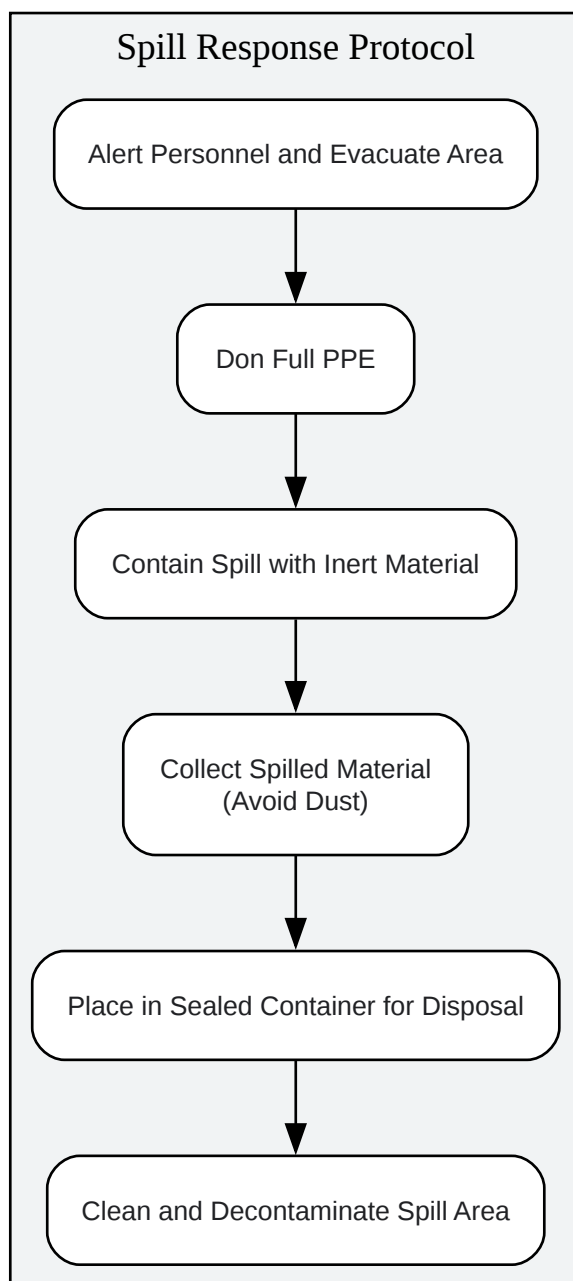 Spill Response Protocol
Alert Personnel and Evacuate Area
Don Full PPE
Contain Spill with Inert Material
Collect Spilled Material
(Avoid Dust)
Place in Sealed Container for Disposal
Clean and Decontaminate Spill Area